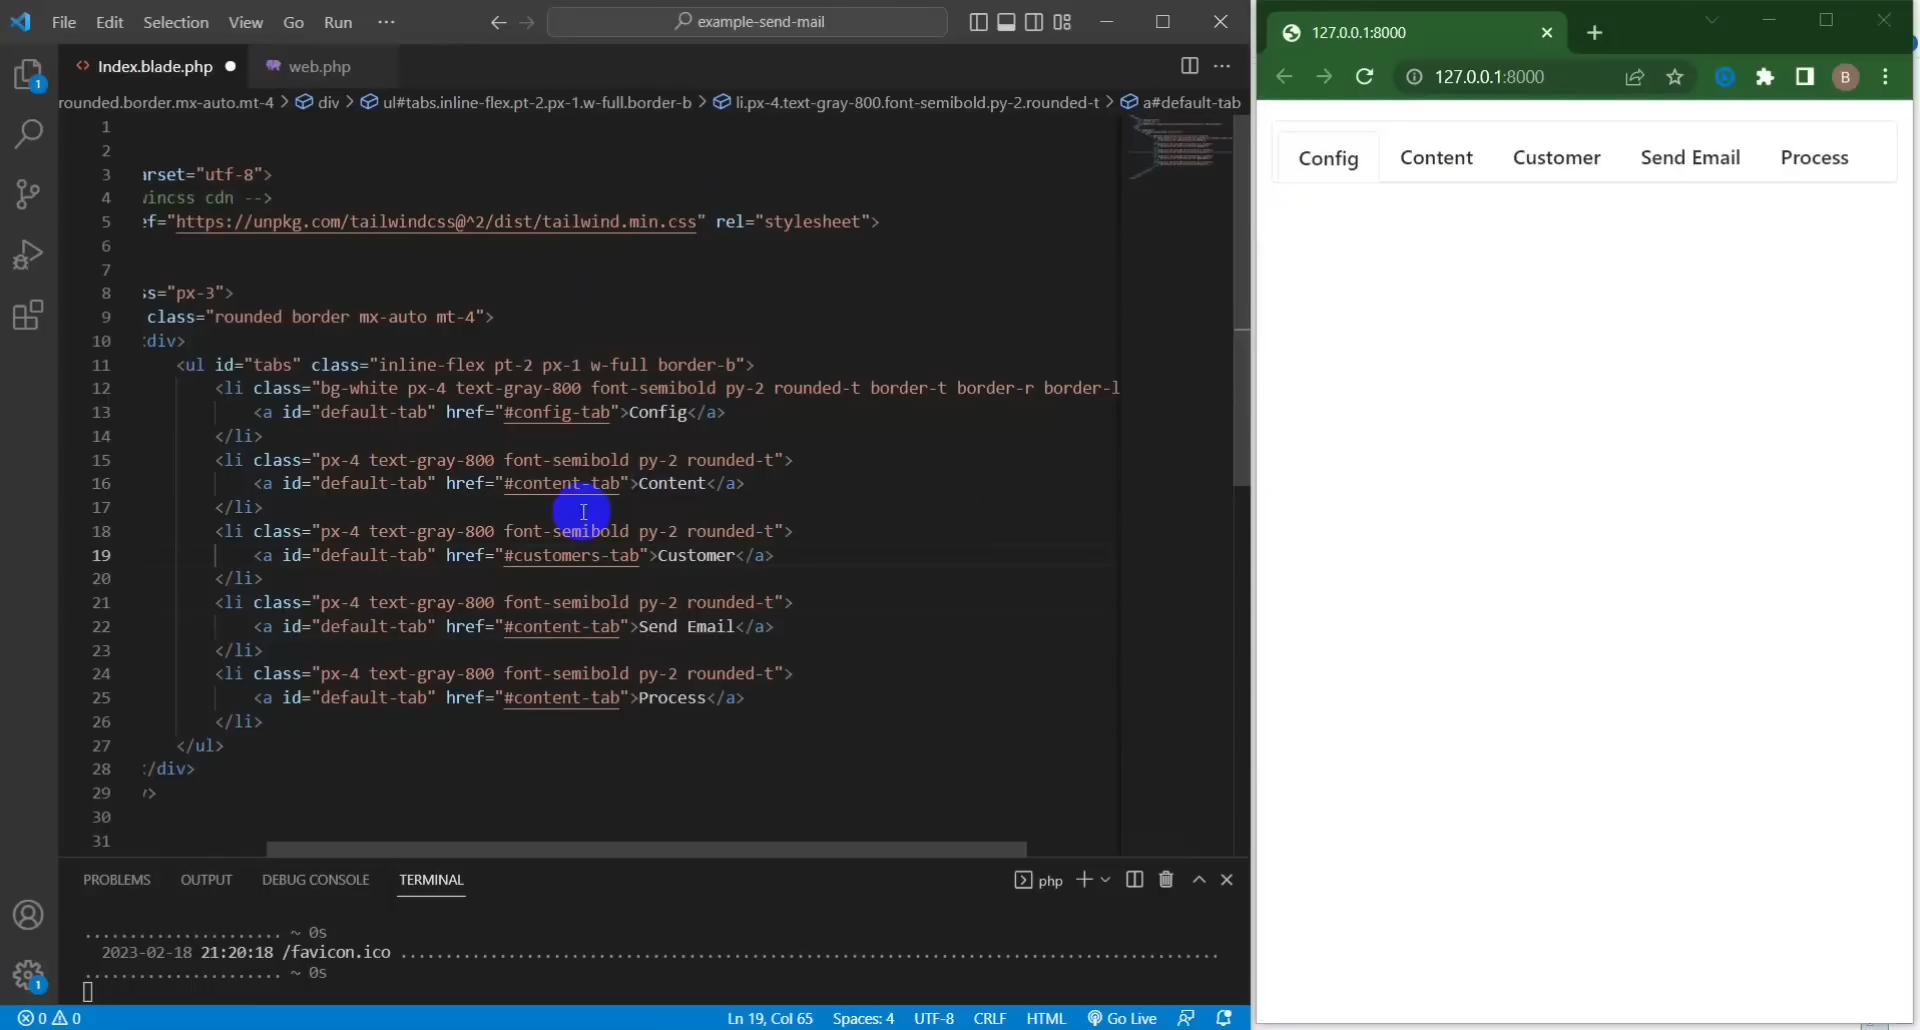 File Edit Selection View Go Run ··· example-send-mail
Index.blade.php web.php
rounded.border.mx-auto.mt-4 > div > ul#tabs.inline-flex.pt-2.px-1.w-full.border-b > li.px-4.text-gray-800.font-semibold.py-2.rounded-t > a#default-tab
1
2
3 arset="utf-8">
4 wincss cdn -->
5 ef="https://unpkg.com/tailwindcss@^2/dist/tailwind.min.css" rel="stylesheet">
6
7
8 ss="px-3">
9 class="rounded border mx-auto mt-4">
10 div>
11 <ul id="tabs" class="inline-flex pt-2 px-1 w-full border-b">
12 <li class="bg-white px-4 text-gray-800 font-semibold py-2 rounded-t border-t border-r border-l
13 <a id="default-tab" href="#config-tab">Config</a>
14 </li>
15 <li class="px-4 text-gray-800 font-semibold py-2 rounded-t">
16 <a id="default-tab" href="#content-tab">Content</a>
17 </li>
18 <li class="px-4 text-gray-800 font-semibold py-2 rounded-t">
19 <a id="default-tab" href="#customers-tab">Customer</a>
20 </li>
21 <li class="px-4 text-gray-800 font-semibold py-2 rounded-t">
22 <a id="default-tab" href="#content-tab">Send Email</a>
23 </li>
24 <li class="px-4 text-gray-800 font-semibold py-2 rounded-t">
25 <a id="default-tab" href="#content-tab">Process</a>
26 </li>
27 </ul>
28 /div>
29 >
30
31
PROBLEMS OUTPUT DEBUG CONSOLE TERMINAL php
..................... ~ 0s
2023-02-18 21:20:18 /favicon.ico .....................................................................................
..................... ~ 0s
0 0 Ln 19, Col 65 Spaces: 4 UTF-8 CRLF HTML Go Live
1
1
127.0.0.1:8000
127.0.0.1:8000 B
Config Content Customer Send Email Process